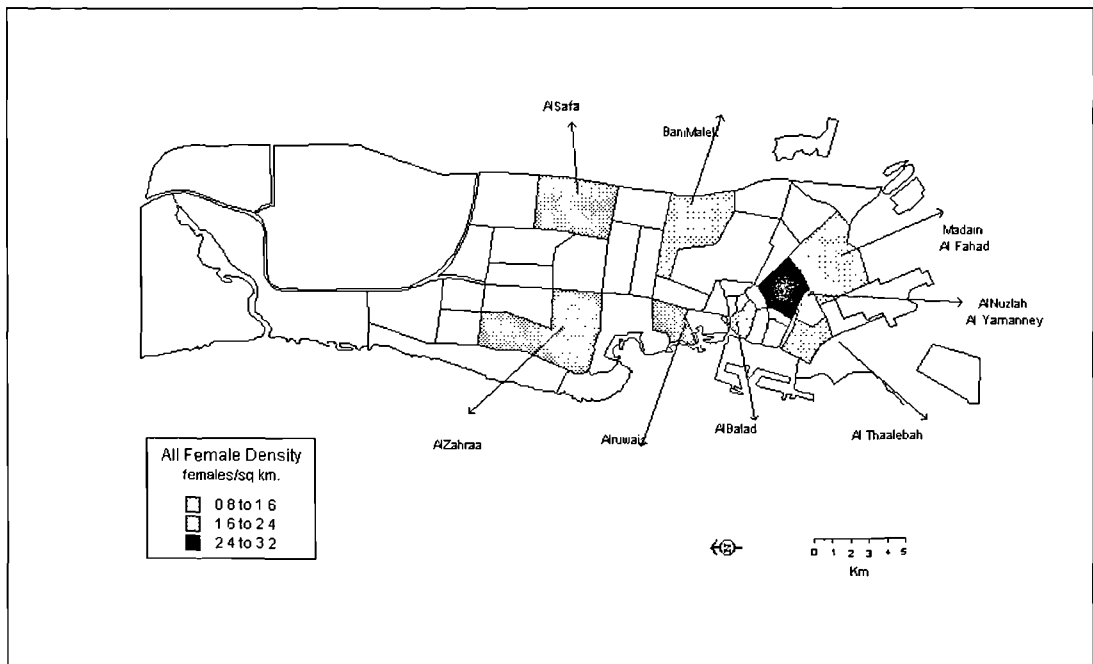 AlSafa
BaniMalek
Madain
Al Fahad
AlNuzlah
Al Yamanney
AlZahraa
Alruwais
AlBalad
Al Thaalebah
All Female Density
females/sq km.
0 8 to 1 6
1 6 to 2 4
2 4 to 3 2
0 1 2 3 4 5
Km